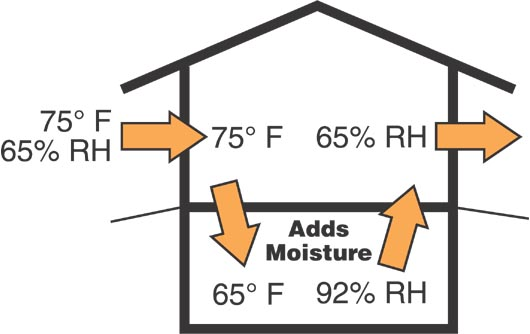 75° F
65% RH
75° F 65% RH
Adds
Moisture
65° F 92% RH